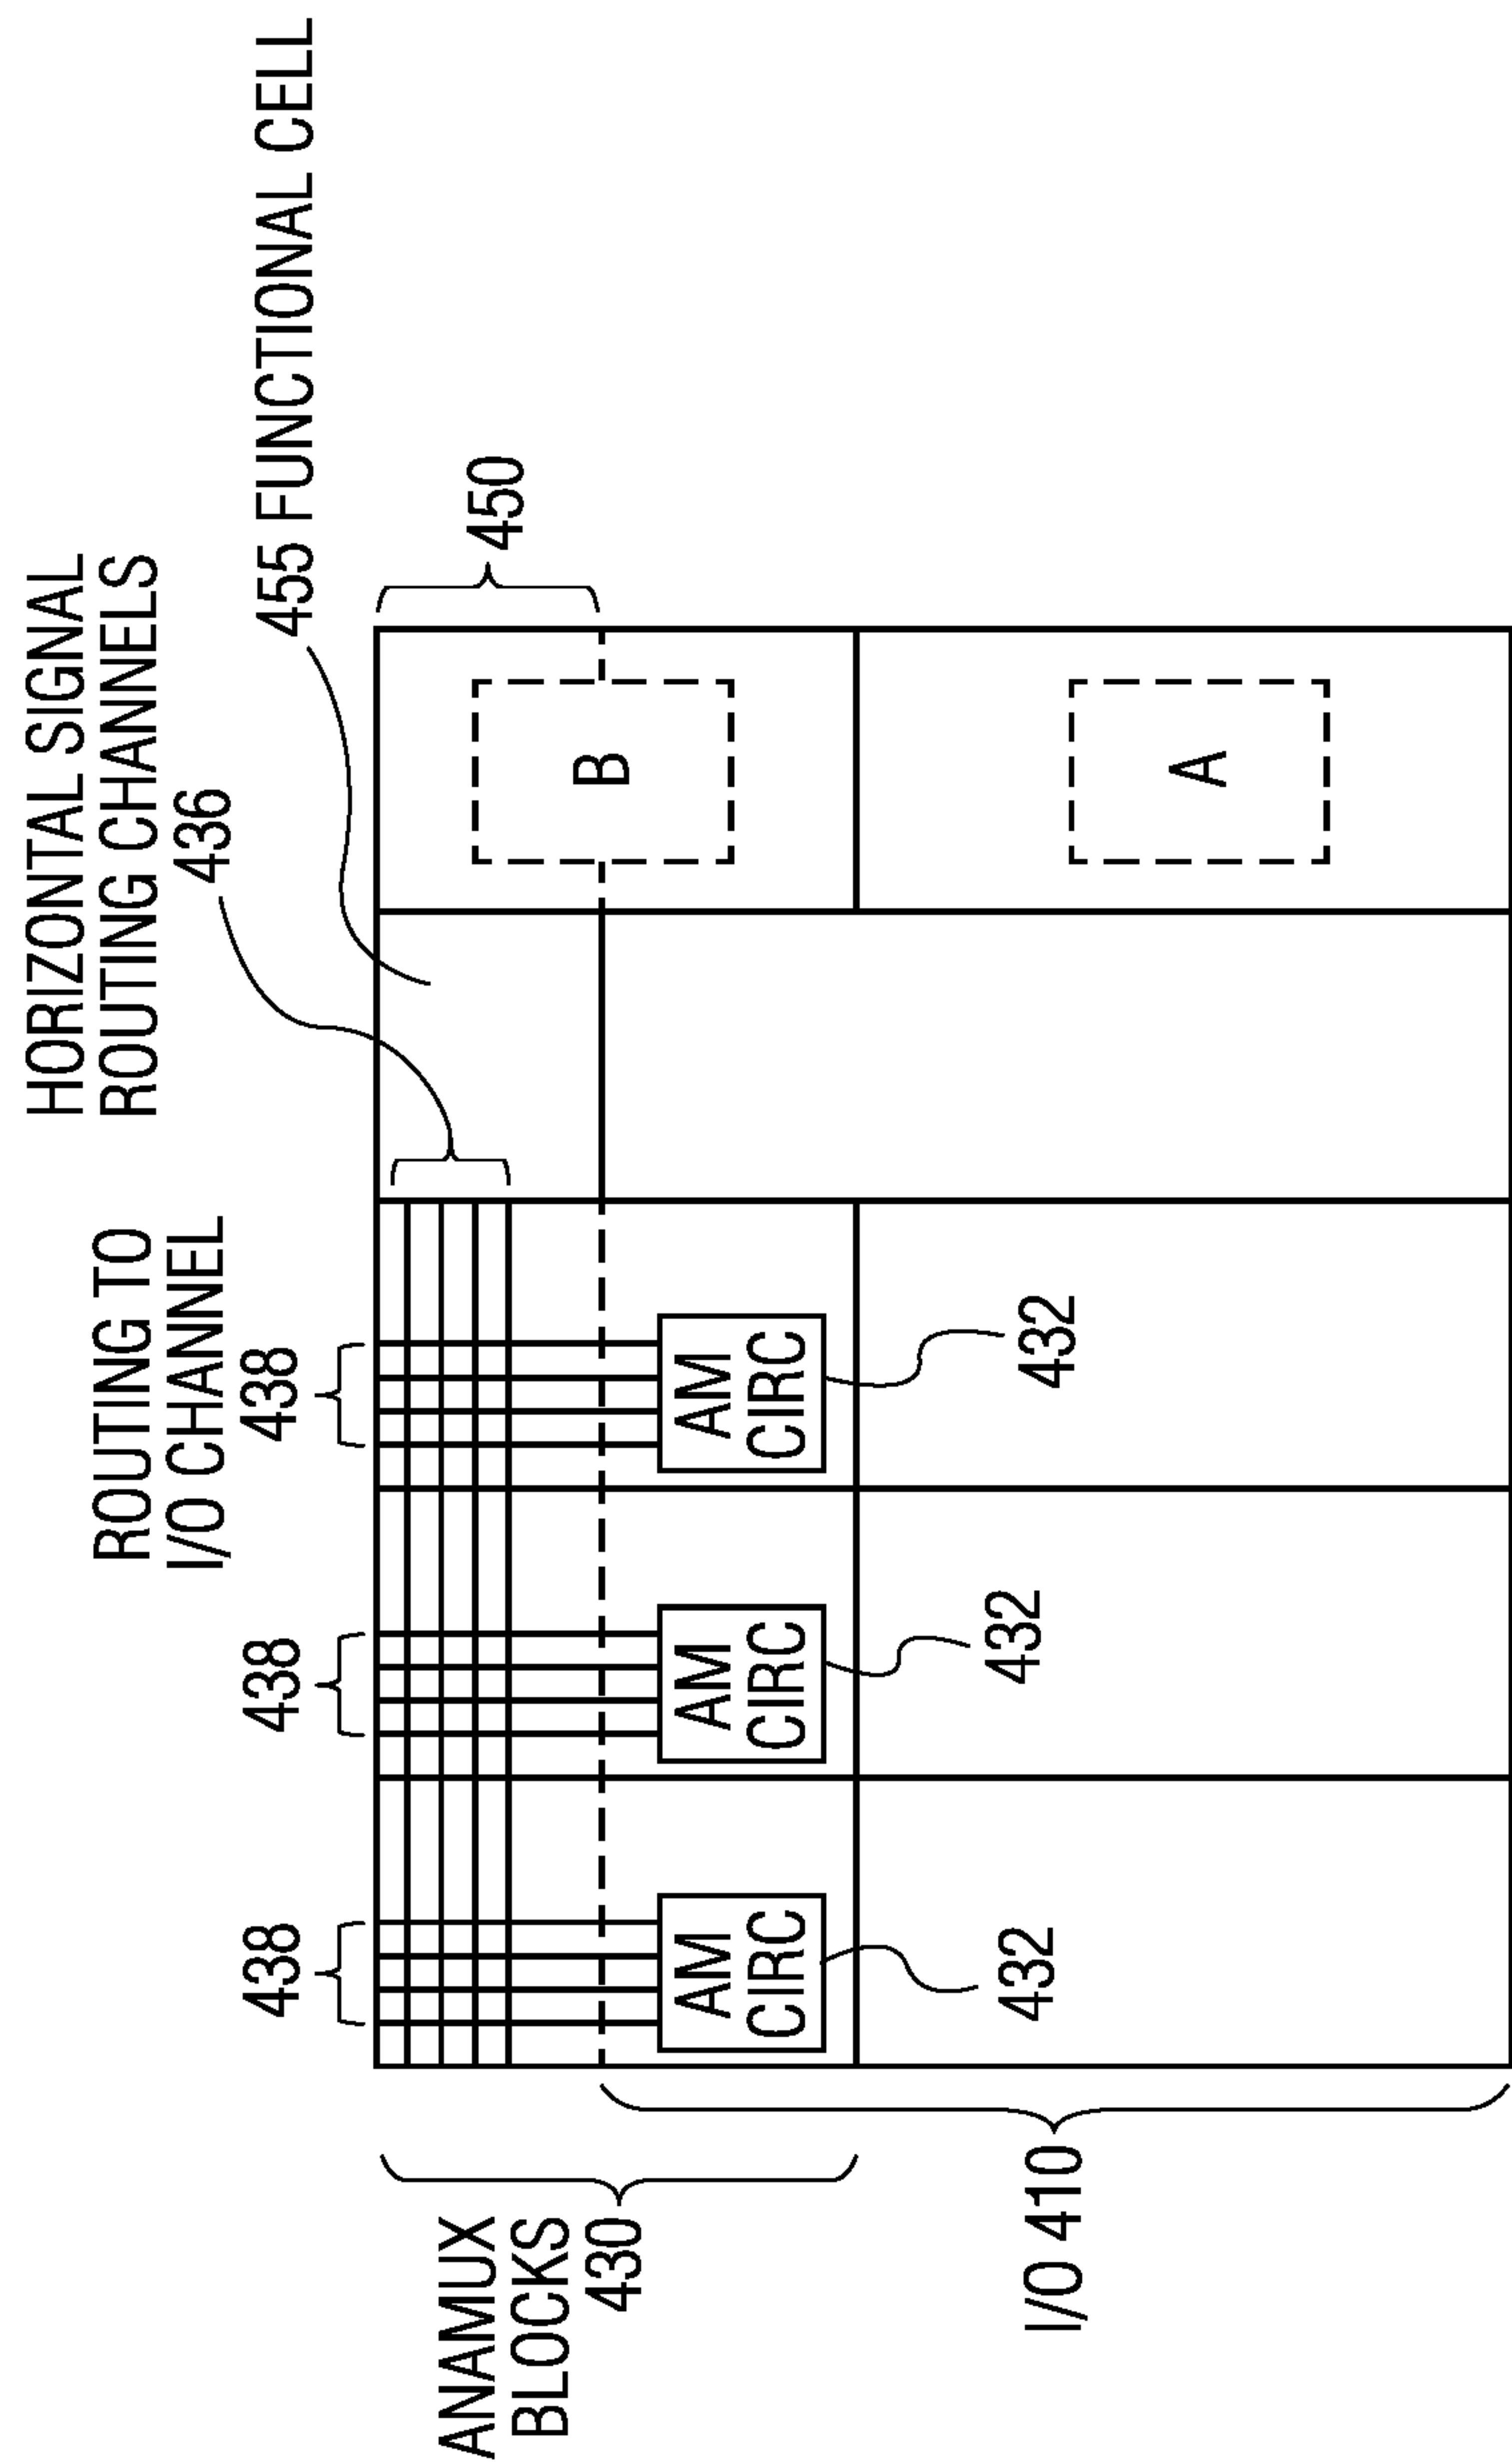 HORIZONTAL SIGNAL
ROUTING CHANNELS
436
455 FUNCTIONAL CELL
ROUTING TO
I/O CHANNEL
438
438
438
450
ANAMUX
BLOCKS
430
AM
CIRC
AM
CIRC
AM
CIRC
B
432
432
432
A
I/O 410